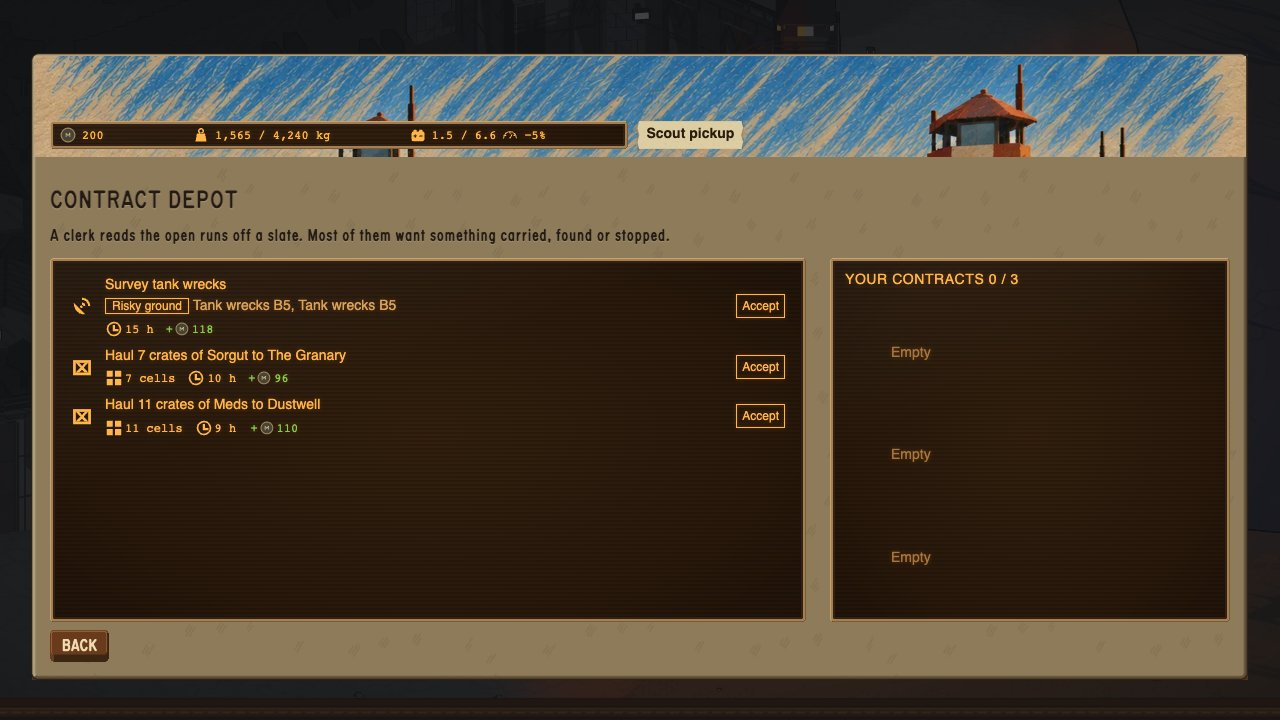 200 1,565 / 4,240 kg 1.5 / 6.6 -5% Scout pickup
CONTRACT DEPOT
A clerk reads the open runs off a slate. Most of them want something carried, found or stopped.
Survey tank wrecks
Risky ground Tank wrecks B5, Tank wrecks B5
15 h +M 118
Accept
Haul 7 crates of Sorgut to The Granary
7 cells 10 h +M 96
Accept
Haul 11 crates of Meds to Dustwell
11 cells 9 h +M 110
Accept
YOUR CONTRACTS 0 / 3
Empty
Empty
Empty
BACK